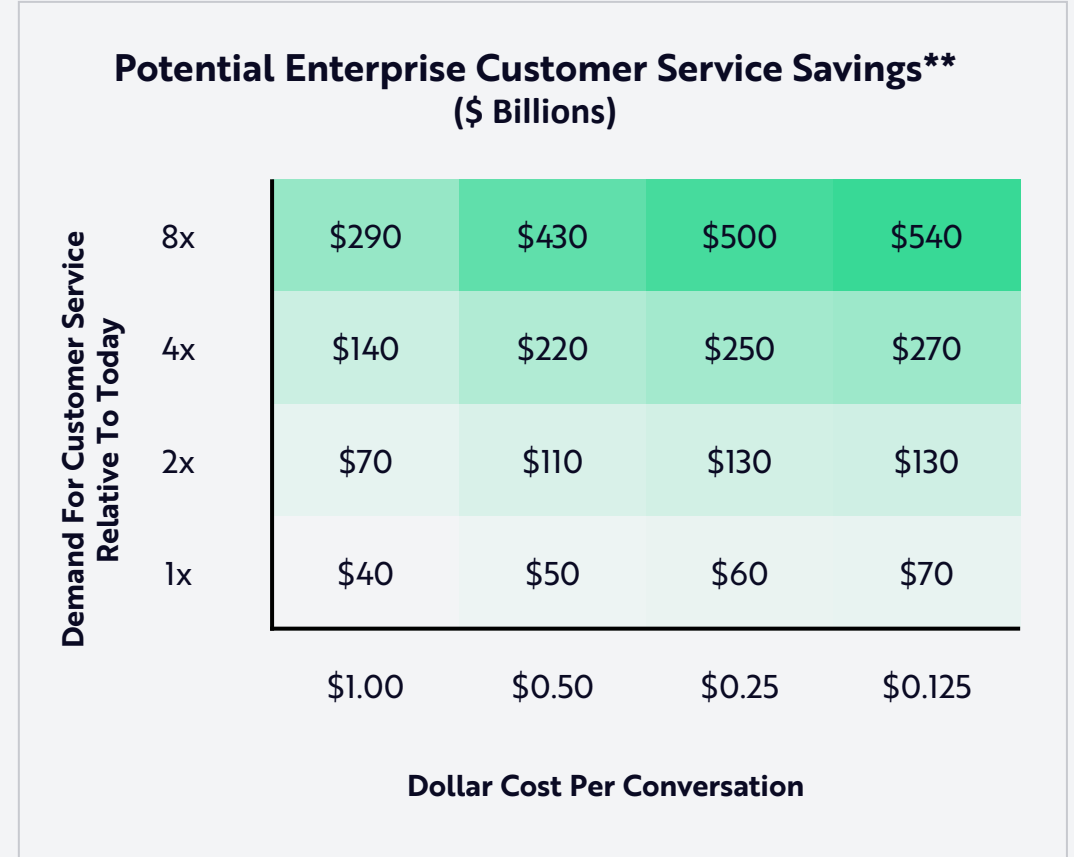 Potential Enterprise Customer Service Savings**
($ Billions)
Demand For Customer Service
Relative To Today
8x $290 $430 $500 $540
4x $140 $220 $250 $270
2x $70 $110 $130 $130
1x $40 $50 $60 $70
$1.00 $0.50 $0.25 $0.125
Dollar Cost Per Conversation